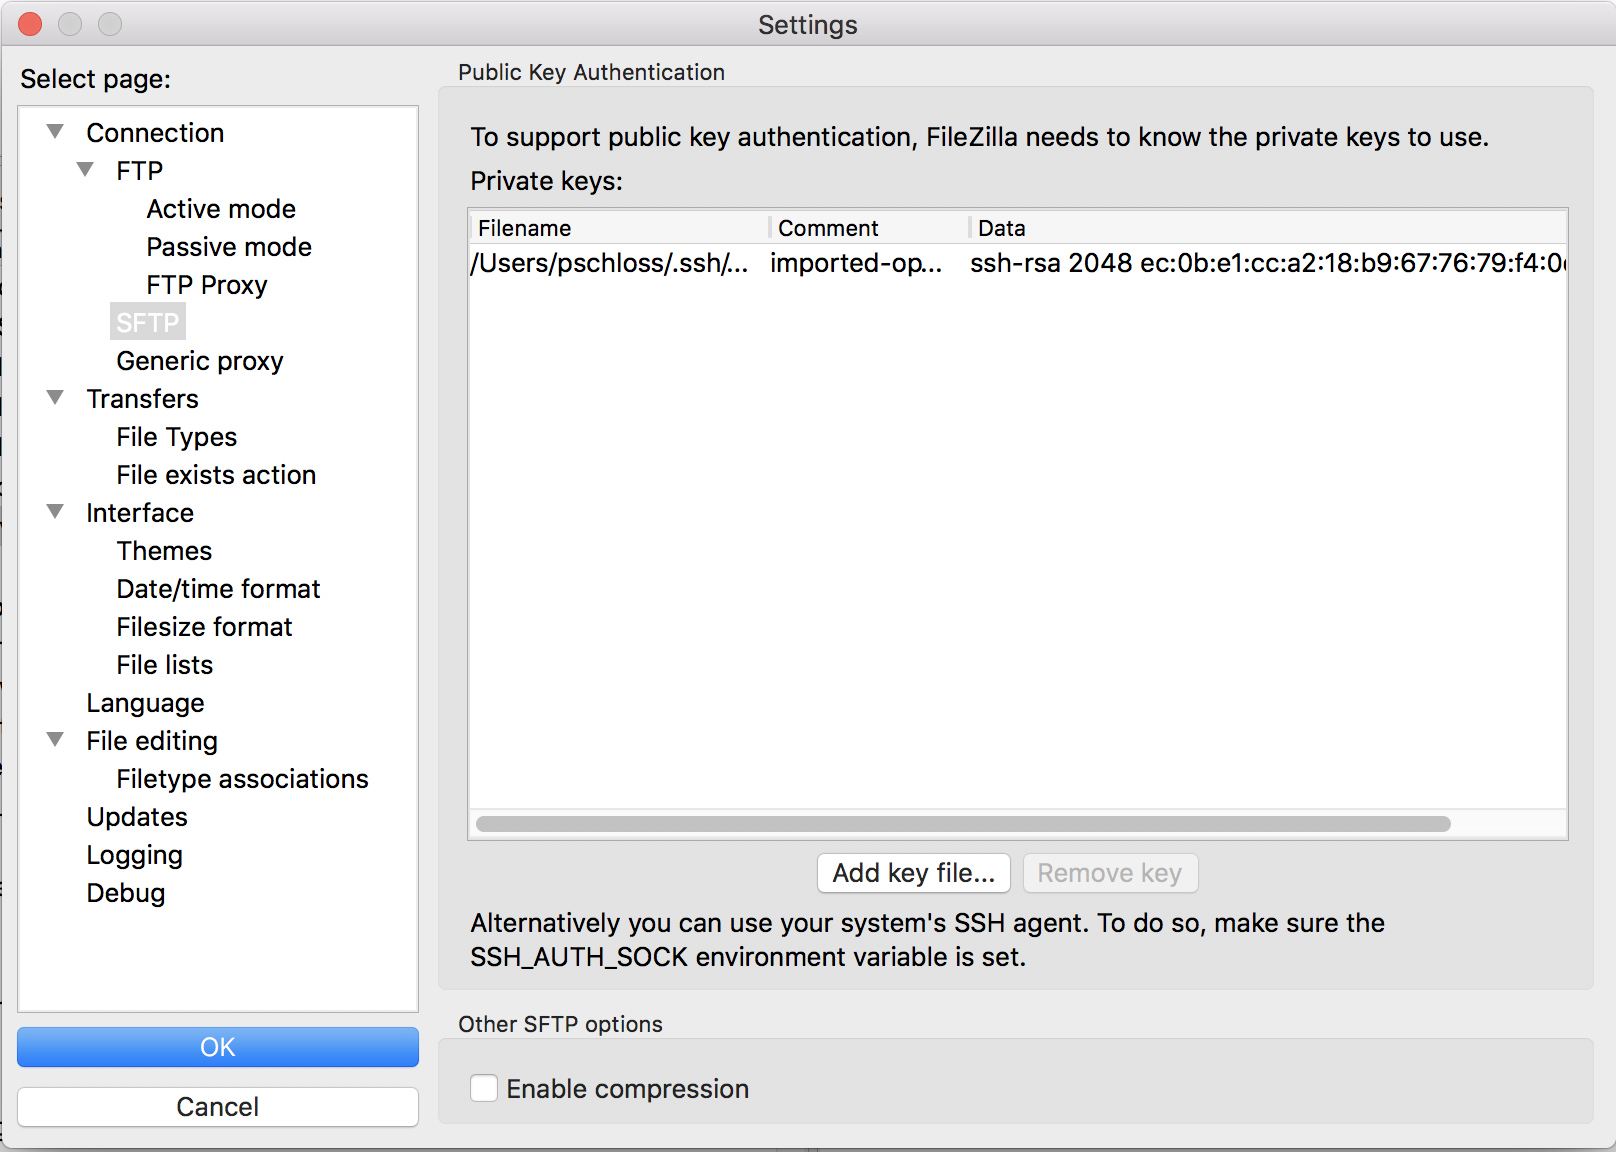 Settings
Select page:
Connection
FTP
Active mode
Passive mode
FTP Proxy
SFTP
Generic proxy
Transfers
File Types
File exists action
Interface
Themes
Date/time format
Filesize format
File lists
Language
File editing
Filetype associations
Updates
Logging
Debug
OK
Cancel
Public Key Authentication
To support public key authentication, FileZilla needs to know the private keys to use.
Private keys:
Filename Comment Data
/Users/pschloss/.ssh/... imported-op... ssh-rsa 2048 ec:0b:e1:cc:a2:18:b9:67:76:79:f4:0
Add key file... Remove key
Alternatively you can use your system's SSH agent. To do so, make sure the
SSH_AUTH_SOCK environment variable is set.
Other SFTP options
Enable compression